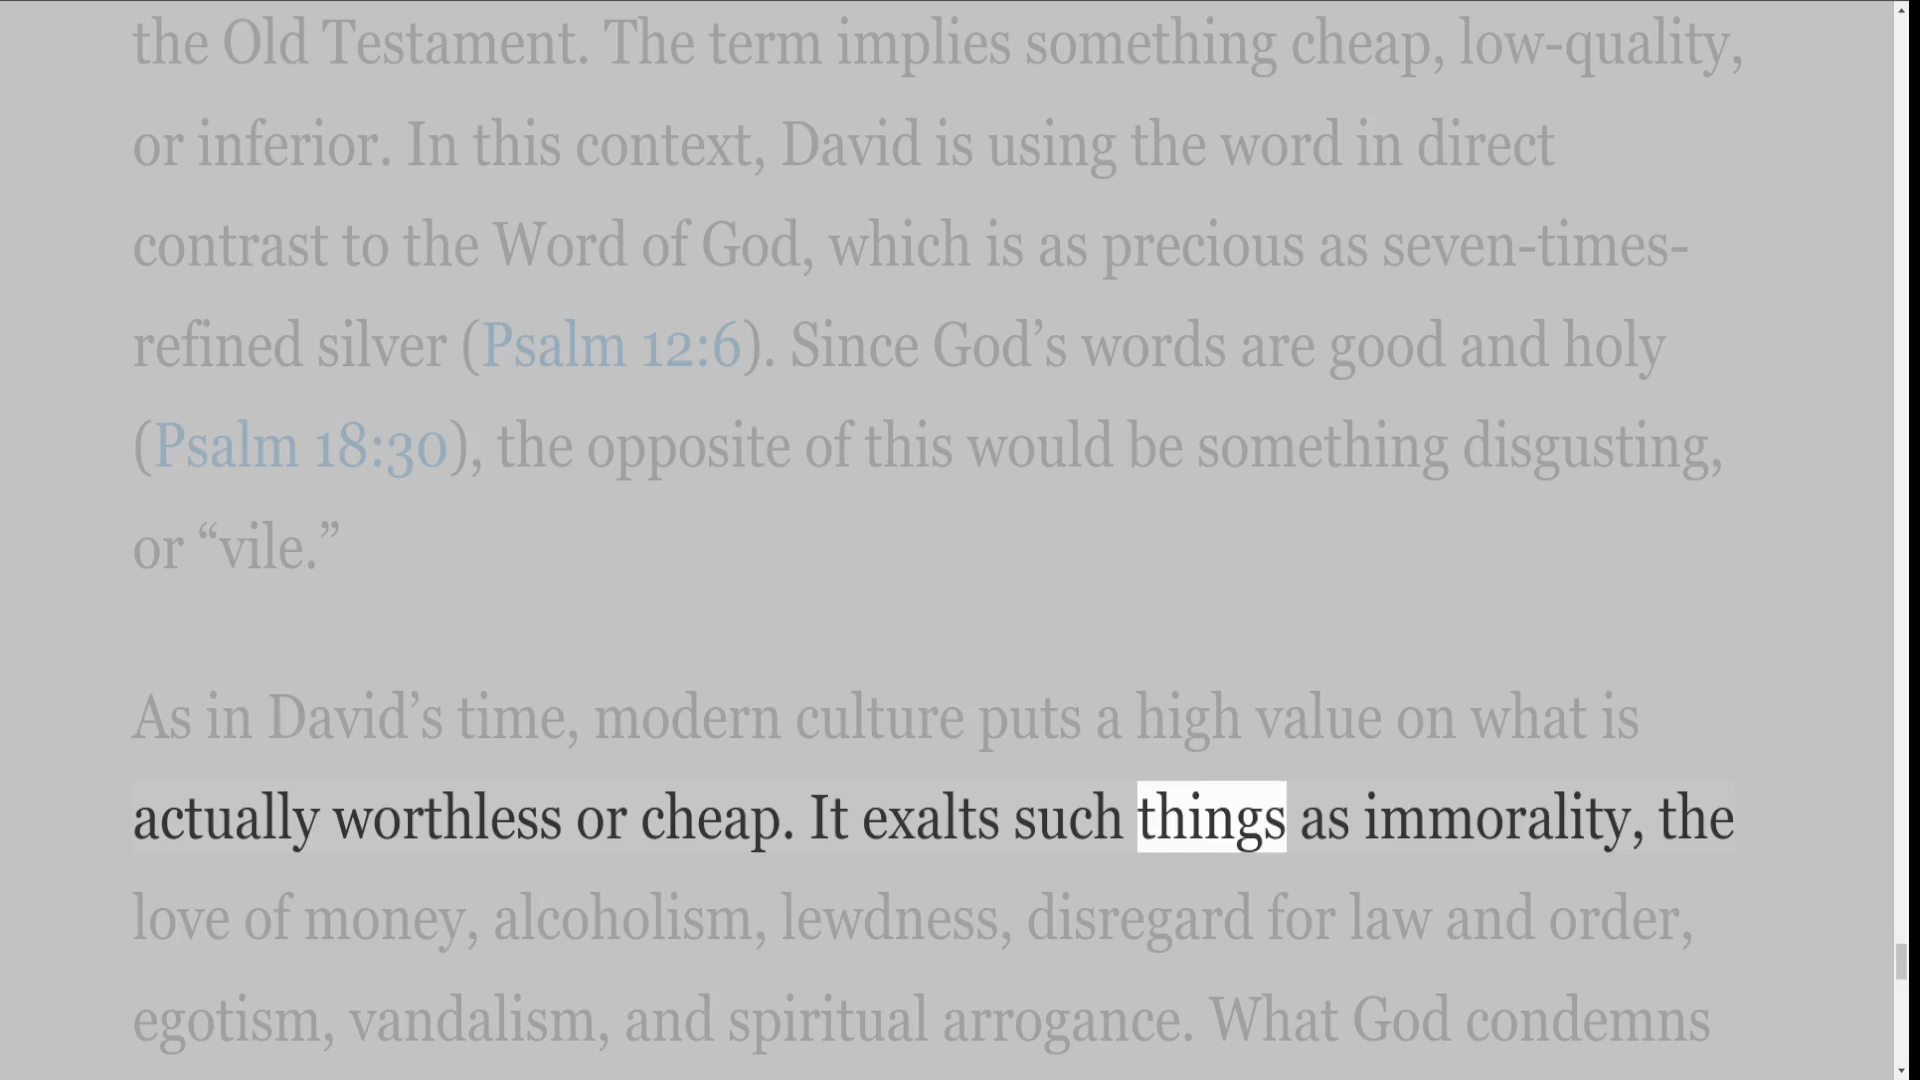 the Old Testament. The term implies something cheap, low-quality,
or inferior. In this context, David is using the word in direct
contrast to the Word of God, which is as precious as seven-times-
refined silver (Psalm 12:6). Since God’s words are good and holy
(Psalm 18:30), the opposite of this would be something disgusting,
or “vile.”
As in David’s time, modern culture puts a high value on what is
actually worthless or cheap. It exalts such things as immorality, the
love of money, alcoholism, lewdness, disregard for law and order,
egotism, vandalism, and spiritual arrogance. What God condemns